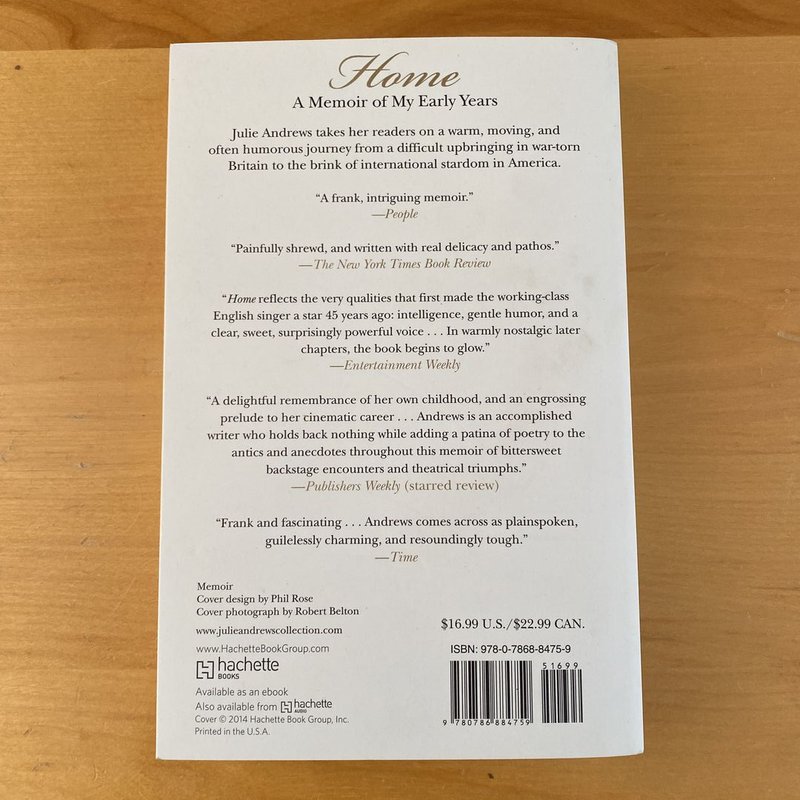 Home
A Memoir of My Early Years
Julie Andrews takes her readers on a warm, moving, and
often humorous journey from a difficult upbringing in war-torn
Britain to the brink of international stardom in America.
“A frank, intriguing memoir.”
—People
“Painfully shrewd, and written with real delicacy and pathos.”
—The New York Times Book Review
“Home reflects the very qualities that first made the working-class
English singer a star 45 years ago: intelligence, gentle humor, and a
clear, sweet, surprisingly powerful voice . . . In warmly nostalgic later
chapters, the book begins to glow.”
—Entertainment Weekly
“A delightful remembrance of her own childhood, and an engrossing
prelude to her cinematic career . . . Andrews is an accomplished
writer who holds back nothing while adding a patina of poetry to the
antics and anecdotes throughout this memoir of bittersweet
backstage encounters and theatrical triumphs.”
—Publishers Weekly (starred review)
“Frank and fascinating . . . Andrews comes across as plainspoken,
guilelessly charming, and resoundingly tough.”
—Time
Memoir
Cover design by Phil Rose
Cover photograph by Robert Belton
www.julieandrewscollection.com
www.HachetteBookGroup.com
hachette
BOOKS
Available as an ebook
Also available from hachette
AUDIO
Cover © 2014 Hachette Book Group, Inc.
Printed in the U.S.A.
$16.99 U.S./$22.99 CAN.
ISBN: 978-0-7868-8475-9
51699
9 780786 884759